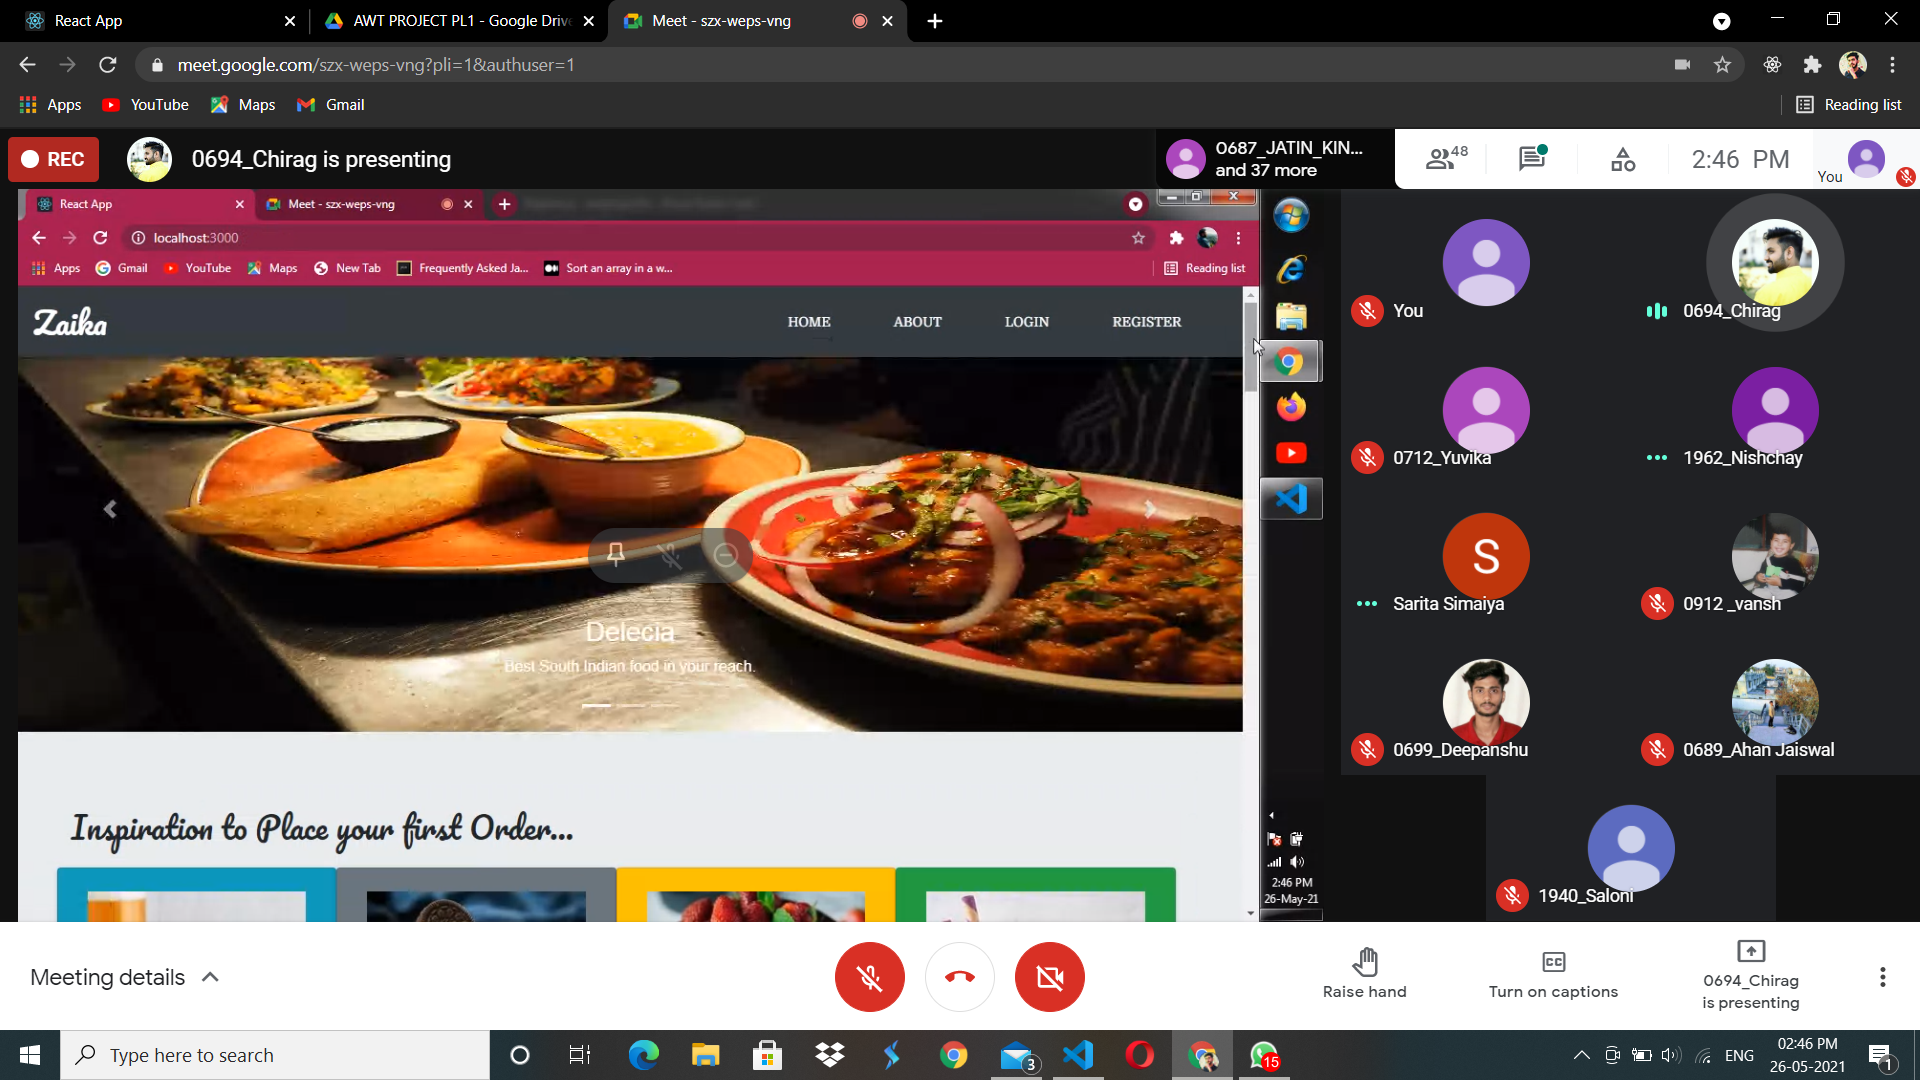 React App
AWT PROJECT PL1 - Google Drive
Meet - szx-weps-vng
meet.google.com/szx-weps-vng?pli=1&authuser=1
Apps
YouTube
Maps
Gmail
Reading list
REC
0694_Chirag is presenting
0687_JATIN_KIN...
and 37 more
48
2:46 PM
You
React App
Meet - szx-weps-vng
localhost:3000
Apps
Gmail
YouTube
Maps
New Tab
Frequently Asked Ja...
Sort an array in a w...
Reading list
Zaika
HOME
ABOUT
LOGIN
REGISTER
Delecia
Best South Indian food in your reach.
Inspiration to Place your first Order...
2:46 PM
26-May-21
You
0694_Chirag
0712_Yuvika
1962_Nishchay
S
Sarita Simaiya
0912 _vansh
0699_Deepanshu
0689_Ahan Jaiswal
1940_Saloni
Meeting details
Raise hand
CC
Turn on captions
0694_Chirag
is presenting
Type here to search
3
15
ENG
02:46 PM
26-05-2021
1